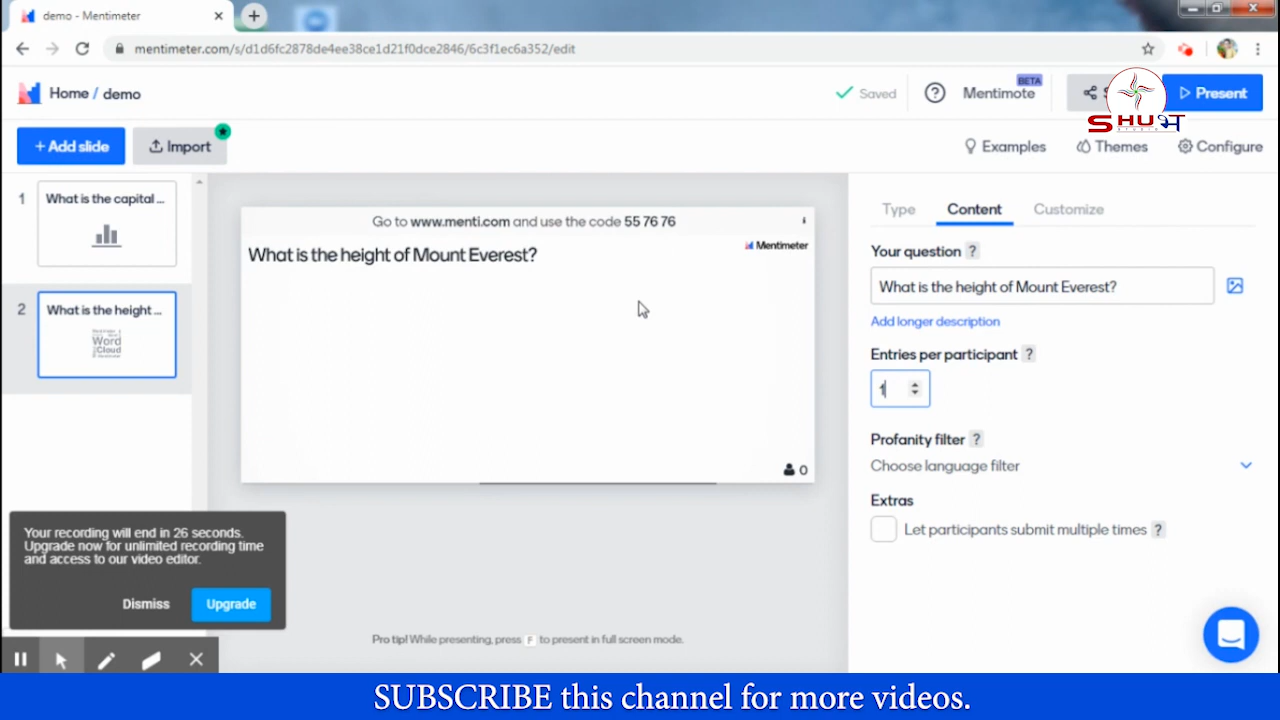 demo - Mentimeter
mentimeter.com/s/d1d6fc2878de4ee38ce1d21f0dce2846/6c3f1ec6a352/edit
Home / demo
Saved
Mentimote
BETA
Present
SHUभ
STUDIO
+ Add slide
Import
Examples
Themes
Configure
1
What is the capital ...
2
What is the height ...
Word
Cloud
Go to www.menti.com and use the code 55 76 76
What is the height of Mount Everest?
Mentimeter
0
Pro tip! While presenting, press F to present in full screen mode.
Type
Content
Customize
Your question ?
What is the height of Mount Everest?
Add longer description
Entries per participant ?
1
Profanity filter ?
Choose language filter
Extras
Let participants submit multiple times ?
Your recording will end in 26 seconds.
Upgrade now for unlimited recording time
and access to our video editor.
Dismiss
Upgrade
SUBSCRIBE this channel for more videos.